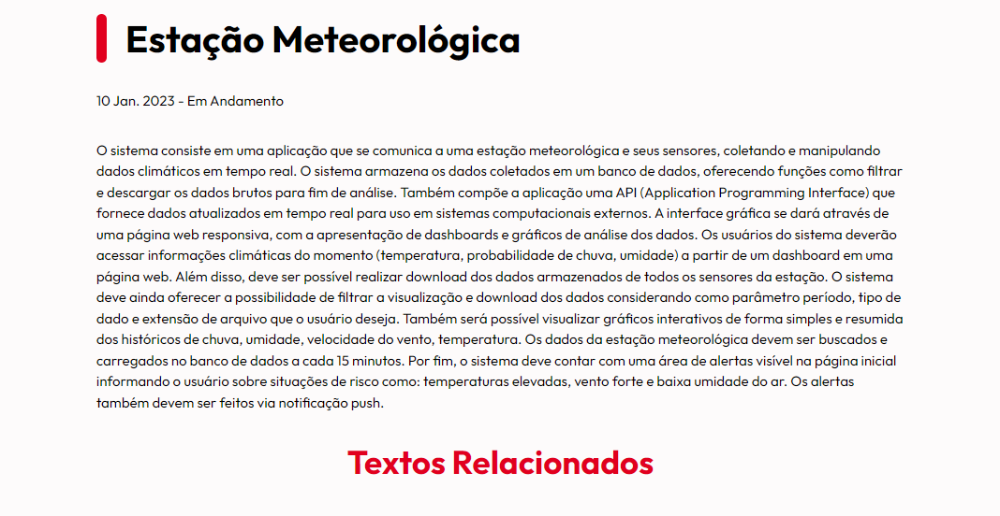 Estação Meteorológica
10 Jan. 2023 - Em Andamento
O sistema consiste em uma aplicação que se comunica a uma estação meteorológica e seus sensores, coletando e manipulando
dados climáticos em tempo real. O sistema armazena os dados coletados em um banco de dados, oferecendo funções como filtrar
e descargar os dados brutos para fim de análise. Também compõe a aplicação uma API (Application Programming Interface) que
fornece dados atualizados em tempo real para uso em sistemas computacionais externos. A interface gráfica se dará através de
uma página web responsiva, com a apresentação de dashboards e gráficos de análise dos dados. Os usuários do sistema deverão
acessar informações climáticas do momento (temperatura, probabilidade de chuva, umidade) a partir de um dashboard em uma
página web. Além disso, deve ser possível realizar download dos dados armazenados de todos os sensores da estação. O sistema
deve ainda oferecer a possibilidade de filtrar a visualização e download dos dados considerando como parâmetro período, tipo de
dado e extensão de arquivo que o usuário deseja. Também será possível visualizar gráficos interativos de forma simples e resumida
dos históricos de chuva, umidade, velocidade do vento, temperatura. Os dados da estação meteorológica devem ser buscados e
carregados no banco de dados a cada 15 minutos. Por fim, o sistema deve contar com uma área de alertas visível na página inicial
informando o usuário sobre situações de risco como: temperaturas elevadas, vento forte e baixa umidade do ar. Os alertas
também devem ser feitos via notificação push.
Textos Relacionados